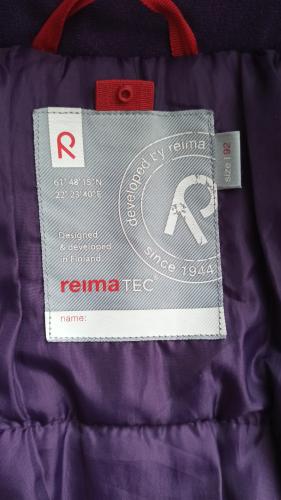 R
61° 48' 15"N
22° 23' 40"E
developed by reima
since 1944
size | 92
Designed
& developed
in Finland.
reimaTEC®
name: